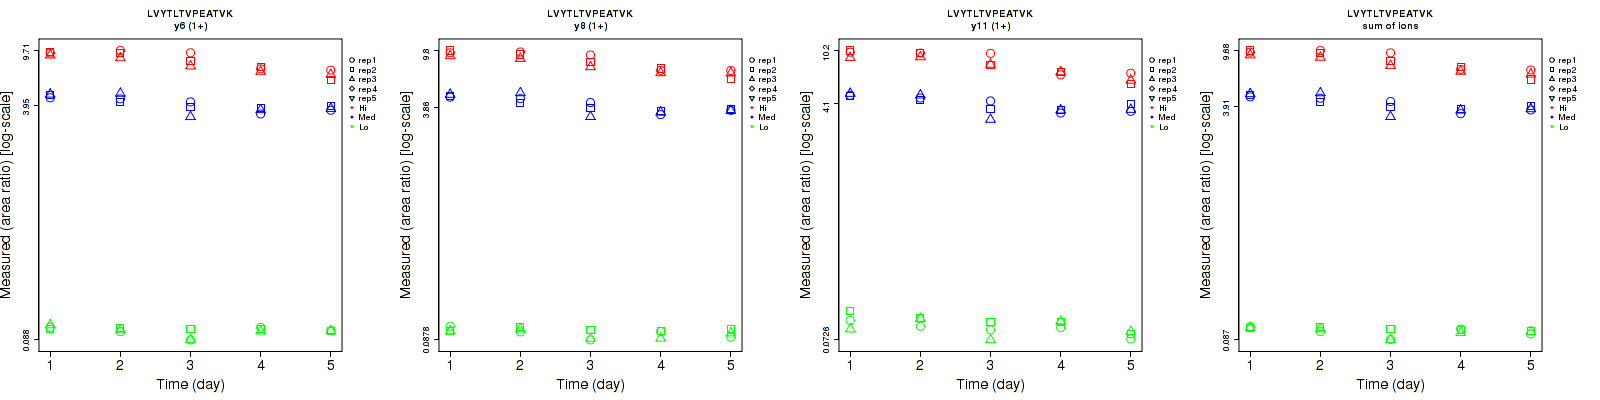 LVYTLTVPEATVK
y6 (1+)
Measured (area ratio) [log-scale]
9.71
3.95
0.088
1 2 3 4 5
Time (day)
rep1
rep2
rep3
rep4
rep5
Hi
Med
Lo
LVYTLTVPEATVK
y8 (1+)
Measured (area ratio) [log-scale]
9.8
3.86
0.0878
1 2 3 4 5
Time (day)
rep1
rep2
rep3
rep4
rep5
Hi
Med
Lo
LVYTLTVPEATVK
y11 (1+)
Measured (area ratio) [log-scale]
10.2
4.1
0.0726
1 2 3 4 5
Time (day)
rep1
rep2
rep3
rep4
rep5
Hi
Med
Lo
LVYTLTVPEATVK
sum of ions
Measured (area ratio) [log-scale]
9.68
3.91
0.087
1 2 3 4 5
Time (day)
rep1
rep2
rep3
rep4
rep5
Hi
Med
Lo